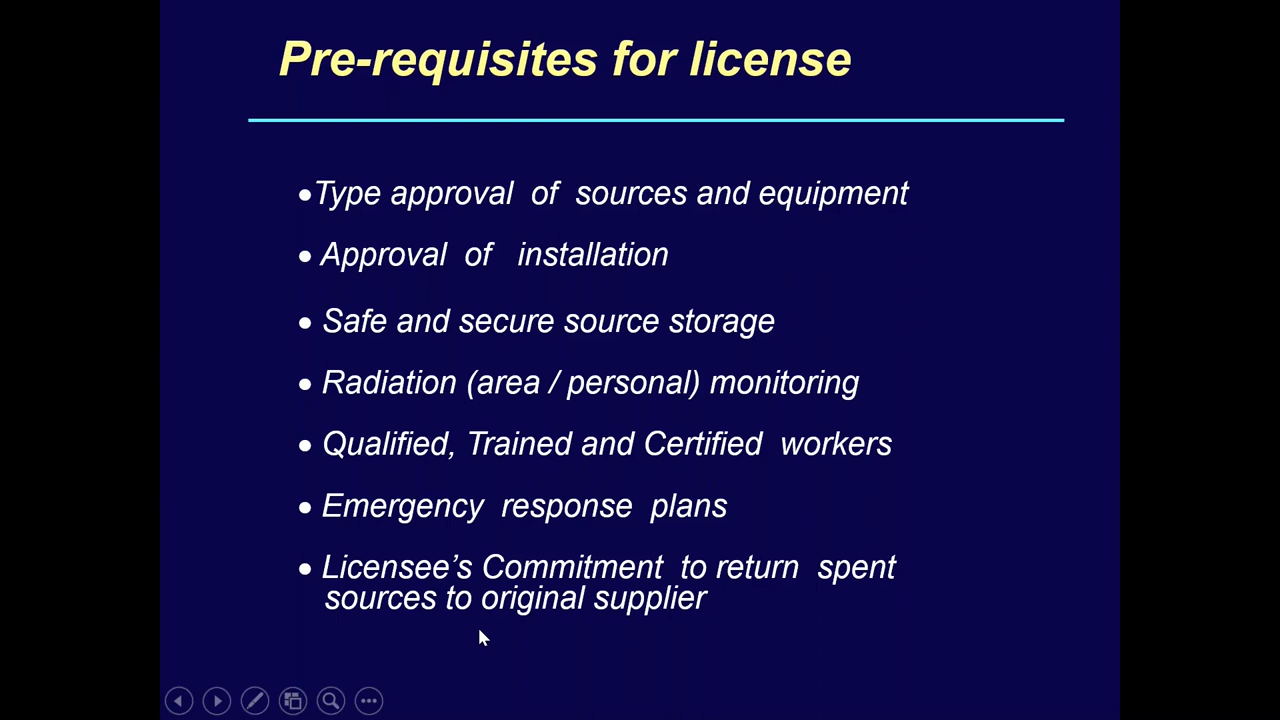 Pre-requisites for license
•Type approval of sources and equipment
• Approval of installation
• Safe and secure source storage
• Radiation (area / personal) monitoring
• Qualified, Trained and Certified workers
• Emergency response plans
• Licensee’s Commitment to return spent
sources to original supplier